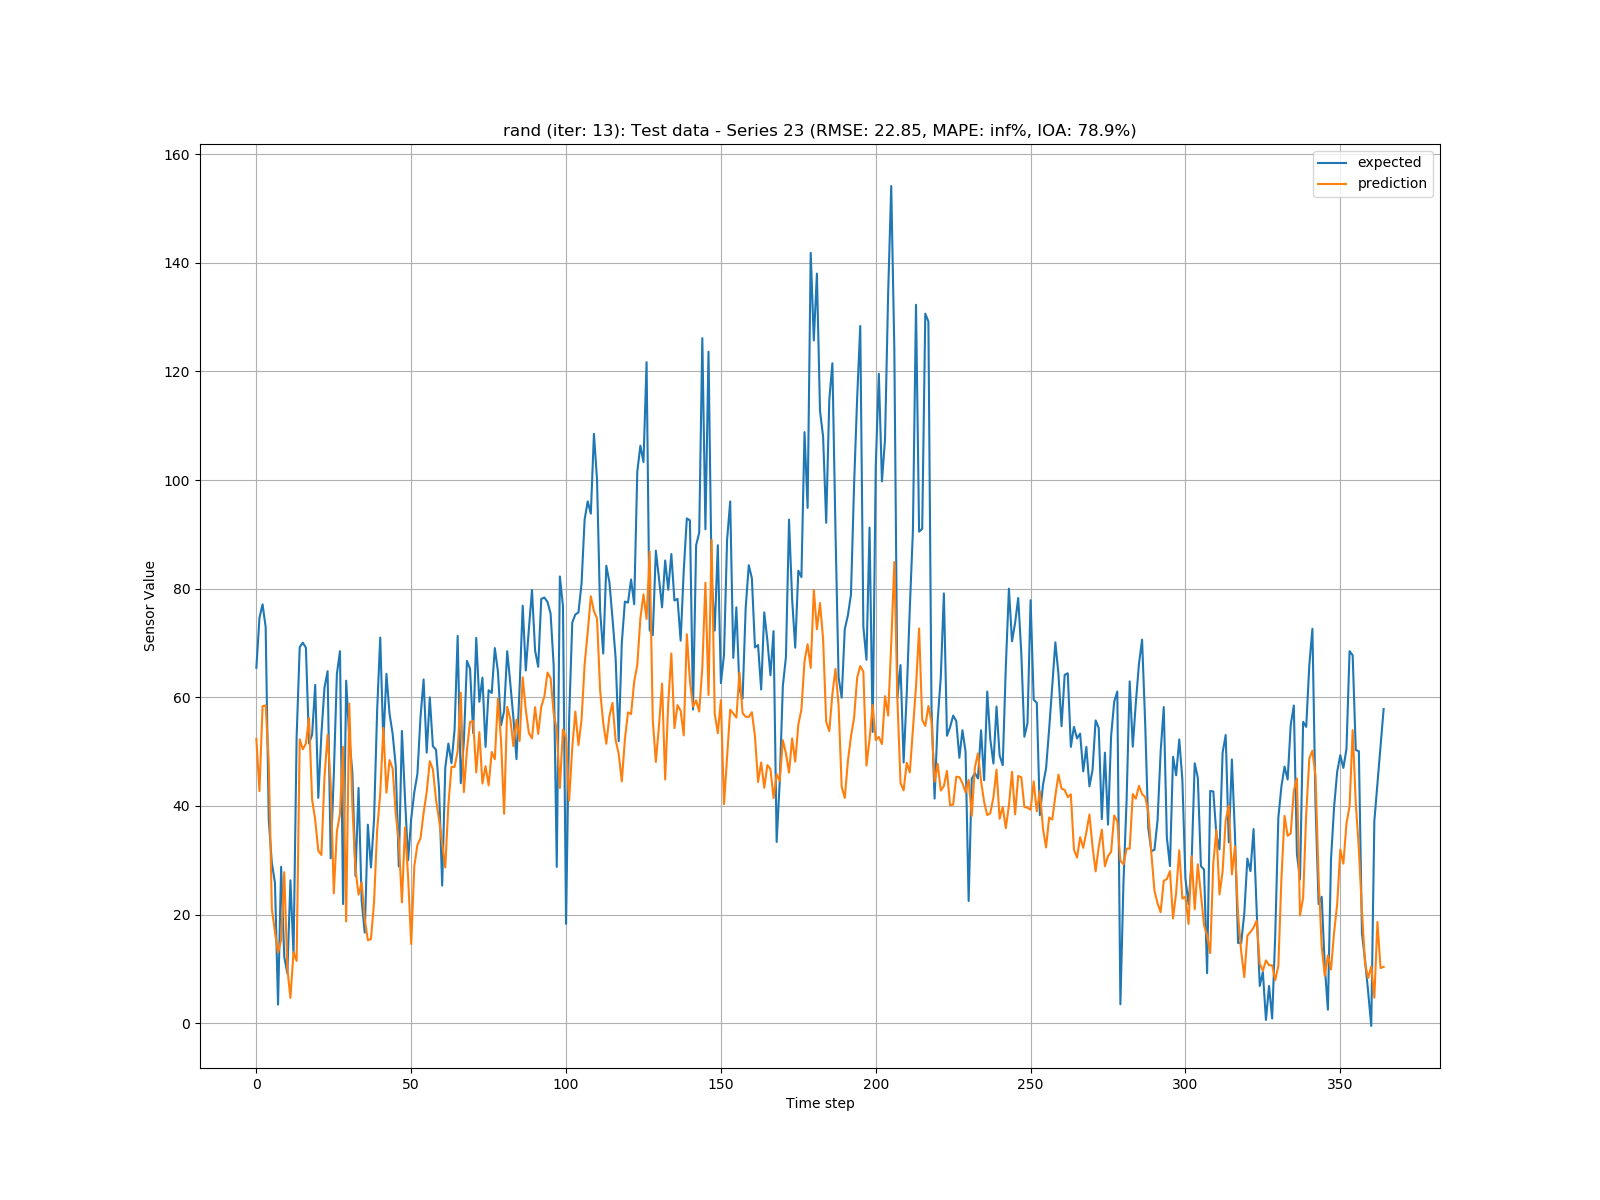 rand (iter: 13): Test data - Series 23 (RMSE: 22.85, MAPE: inf%, IOA: 78.9%)
expected
prediction
Sensor Value
160
140
120
100
80
60
40
20
0
0 50 100 150 200 250 300 350
Time step